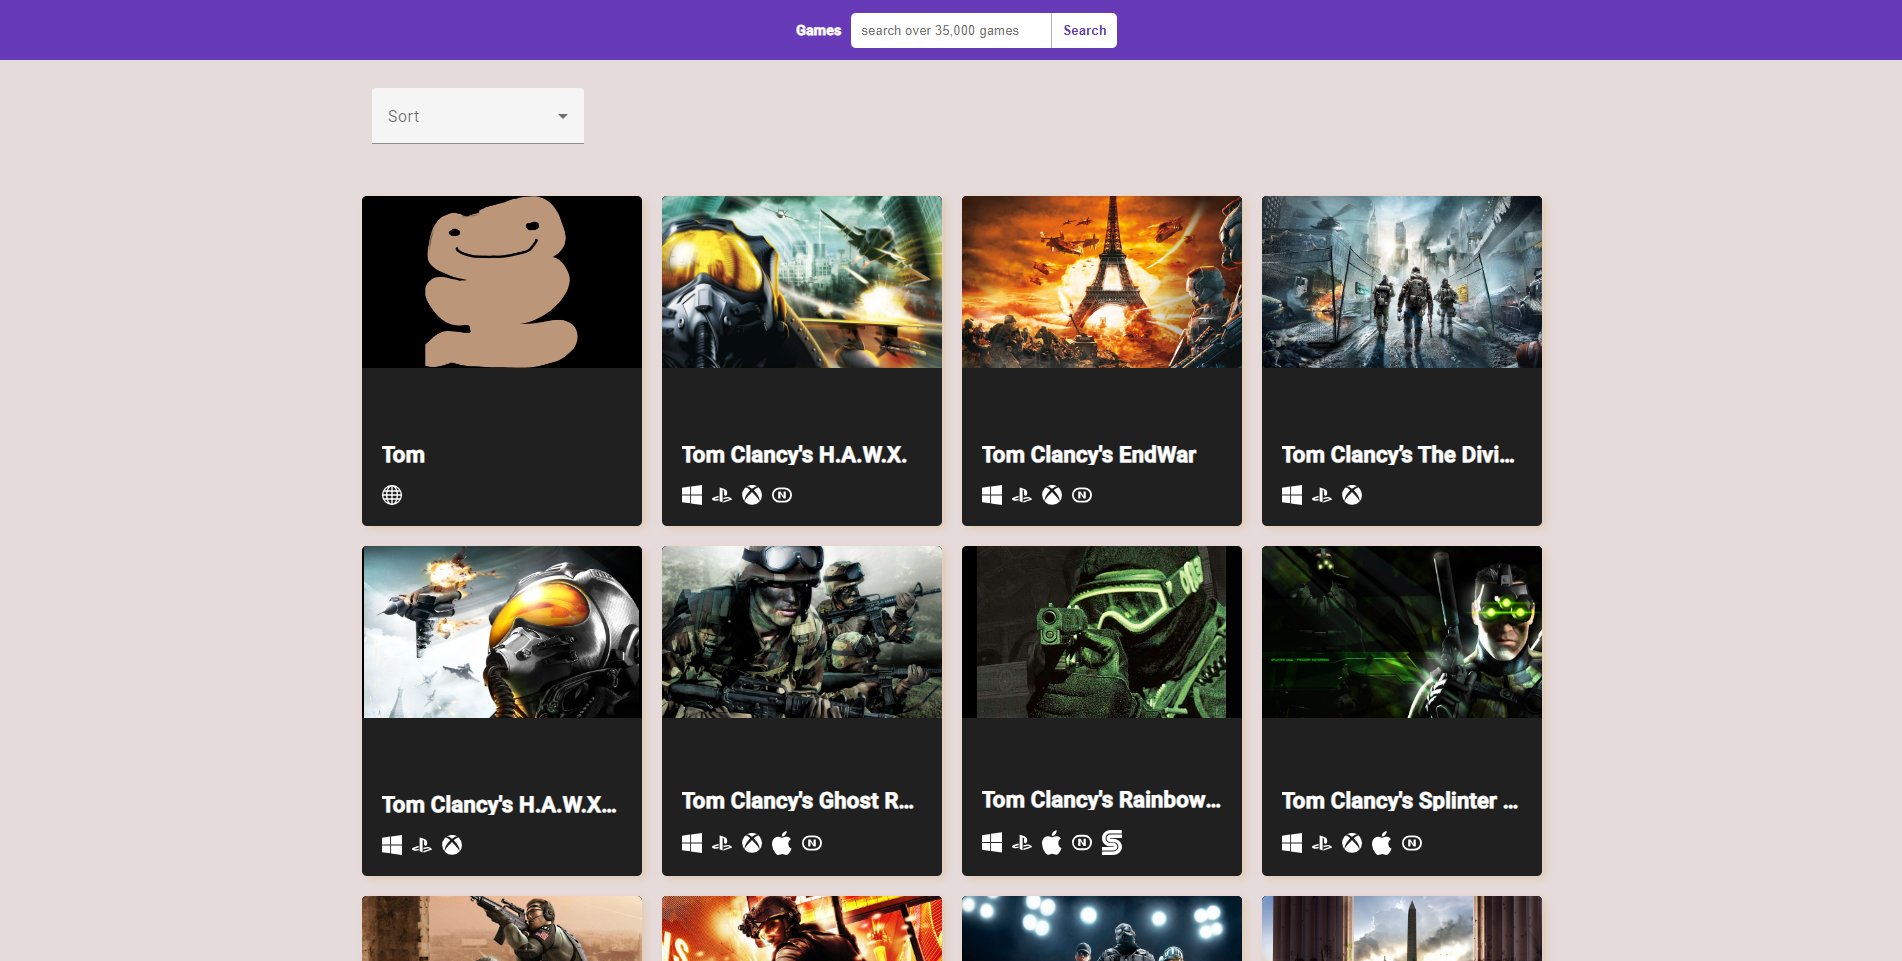 Games
search over 35,000 games
Search
Sort
Tom
Tom Clancy's H.A.W.X.
Tom Clancy's EndWar
Tom Clancy’s The Divi...
Tom Clancy's H.A.W.X...
Tom Clancy's Ghost R...
Tom Clancy's Rainbow...
Tom Clancy's Splinter ...